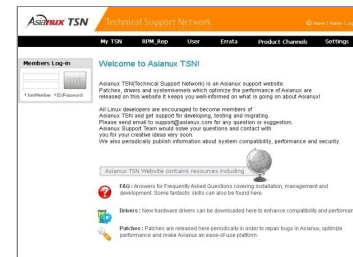 Asianux TSN
Technical Support Network
Home | Admin Log
My TSN RPM_Rep User Errata Product Channels Settings
Members Log-in
Welcome to Asianux TSN!
JoinMember ID/Password
Asianux TSN(Technical Support Network) is an Asianux support website.
Patches, drivers and systemkernels which optimize the performance of Asianux are
released on this website.It keeps you well-informed on what is going on about Asianux!
All Linux developers are encouraged to become members of
Asianux TSN and get support for developing, testing and migrating.
Please send email to support@asianux.com for any question or suggestion.
Asianux Support Team would solve your questions and contact with
you for your creative ideas very soon.
We also periodically publish information about system compatibility, performance and security.
Asianux TSN Website contains resources including
FAQ : Answers for Frequently Asked Questions covering installation, management and
development. Some fantastic skills can also be found here.
Drivers : New hardware drivers can be downloaded here to enhance compatibility and performan
Patches : Patches are released here periodically in order to repair bugs in Asianux, optimize
performance and make Asianux an ease-of-use platform.